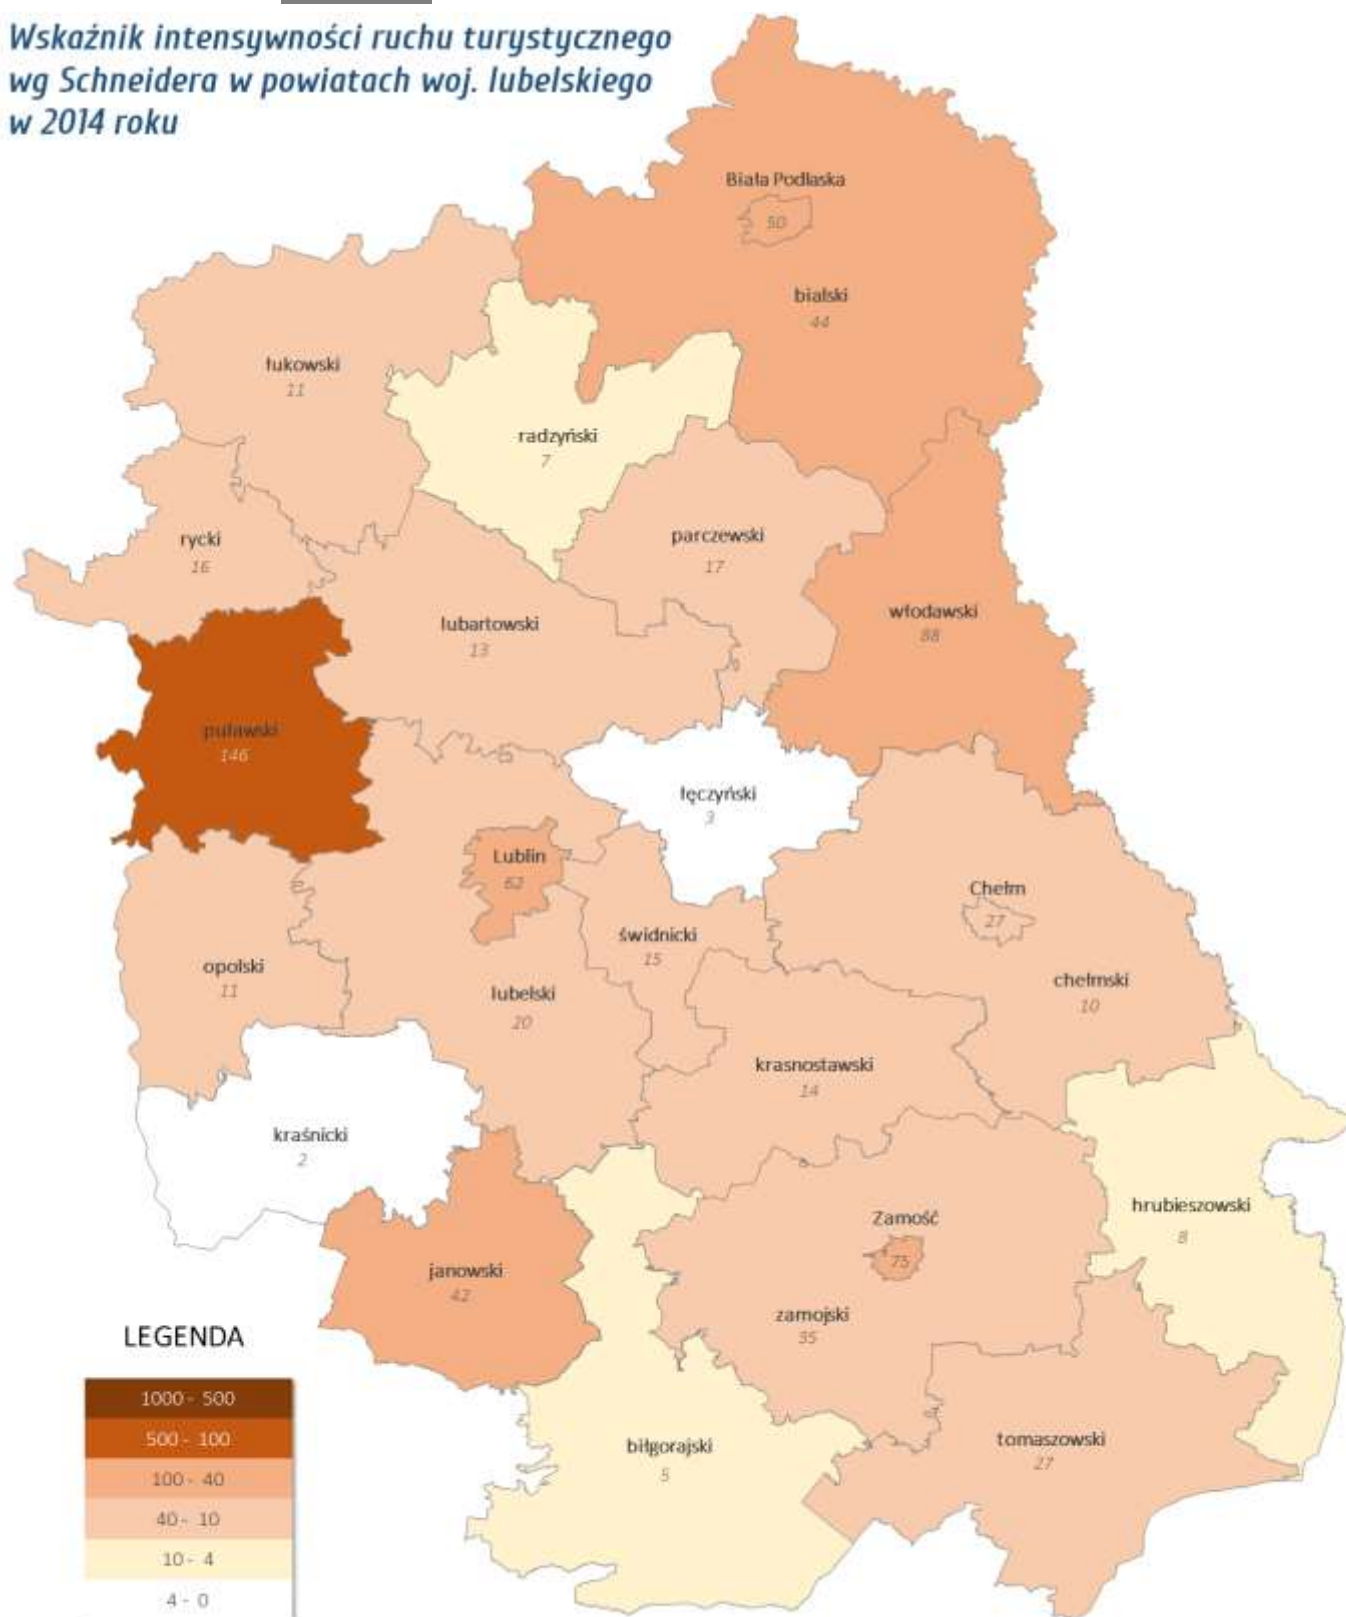 Wskaźnik intensywności ruchu turystycznego
wg Schneidera w powiatach woj. lubelskiego
w 2014 roku
Biała Podlaska
50
bialski
44
łukowski
11
radzyński
7
parczewski
17
rycki
16
włodawski
88
lubartowski
13
puławski
146
łęczyński
3
Lublin
62
Chełm
27
świdnicki
15
opolski
11
lubelski
20
chełmski
10
krasnostawski
14
kraśnicki
2
hrubieszowski
8
Zamość
75
janowski
42
zamojski
35
biłgorajski
5
tomaszowski
27
LEGENDA
1000 - 500
500 - 100
100 - 40
40 - 10
10 - 4
4 - 0